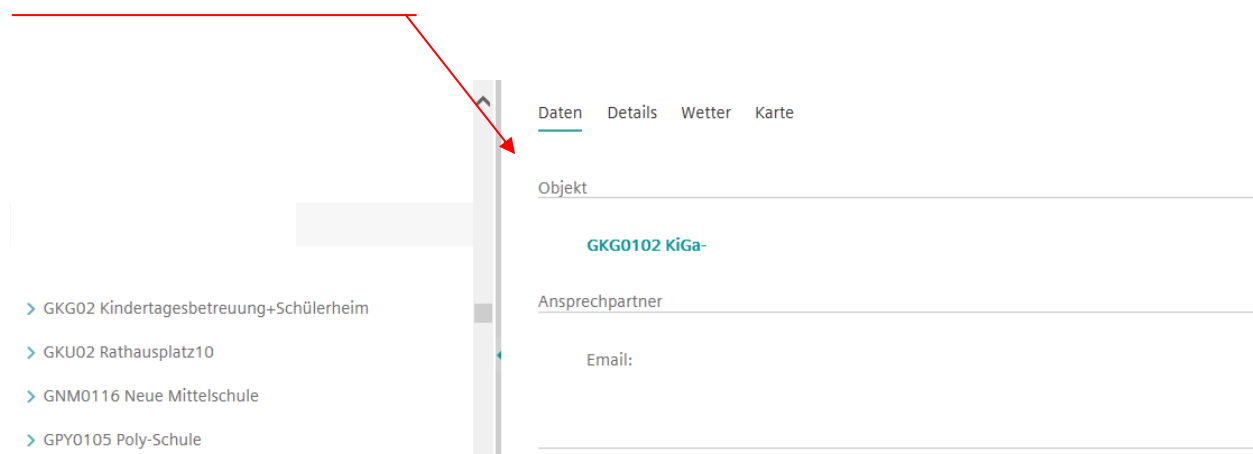 Daten Details Wetter Karte
Objekt
GKG0102 KiGa-
Ansprechpartner
Email:
GKG02 Kindertagesbetreuung+Schülerheim
GKU02 Rathausplatz10
GNM0116 Neue Mittelschule
GPY0105 Poly-Schule